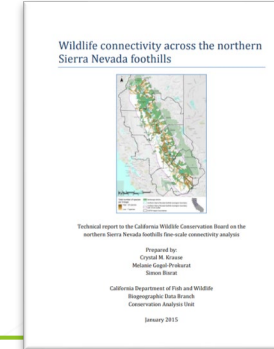 Wildlife connectivity across the northern
Sierra Nevada foothills
Technical report to the California Wildlife Conservation Board on the
northern Sierra Nevada foothills fine-scale connectivity analysis
Prepared by:
Crystal M. Krause
Melanie Gogol-Prokurat
Simon Bisrat
California Department of Fish and Wildlife
Biogeographic Data Branch
Conservation Analysis Unit
January 2015